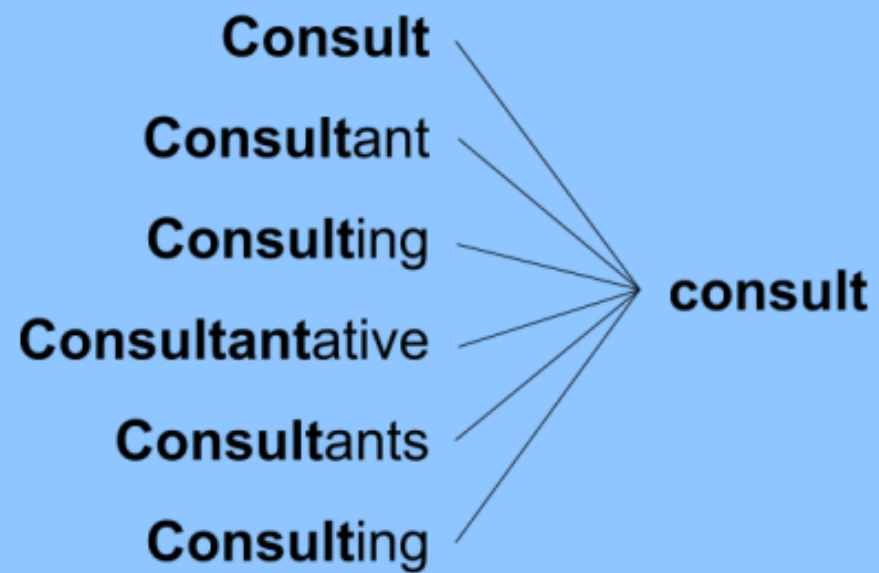 Consult
Consultant
Consulting
Consultantative
Consultants
Consulting
consult